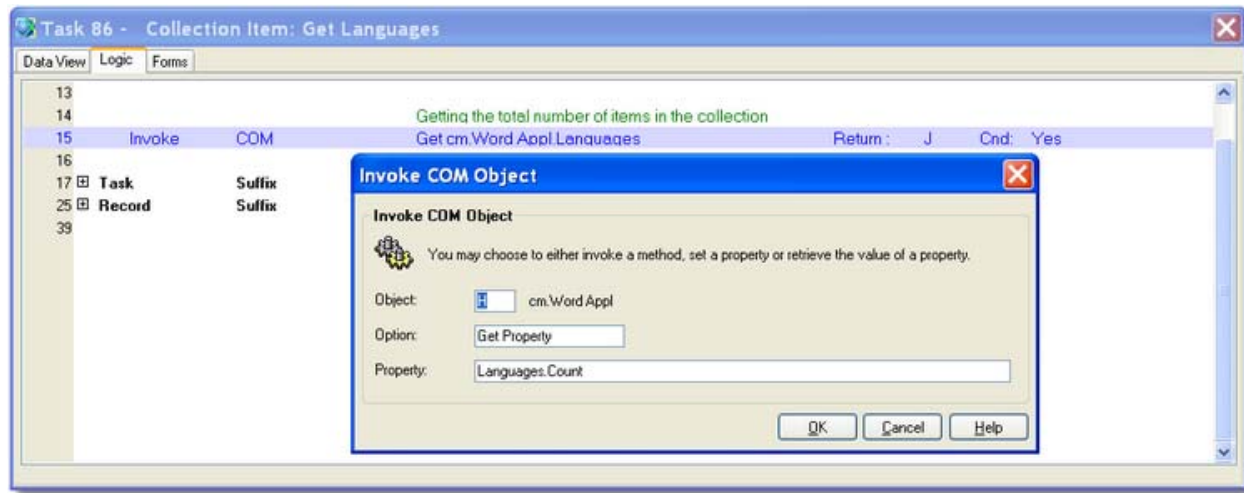 Task 86 - Collection Item: Get Languages
Data View Logic Forms
13
14 Getting the total number of items in the collection
15 Invoke COM Get cm.Word Appl.Languages Return : J Cnd: Yes
16
17 Task Suffix
25 Record Suffix
39
Invoke COM Object
Invoke COM Object
You may choose to either invoke a method, set a property or retrieve the value of a property.
Object: H cm.Word Appl
Option: Get Property
Property: Languages.Count
OK Cancel Help